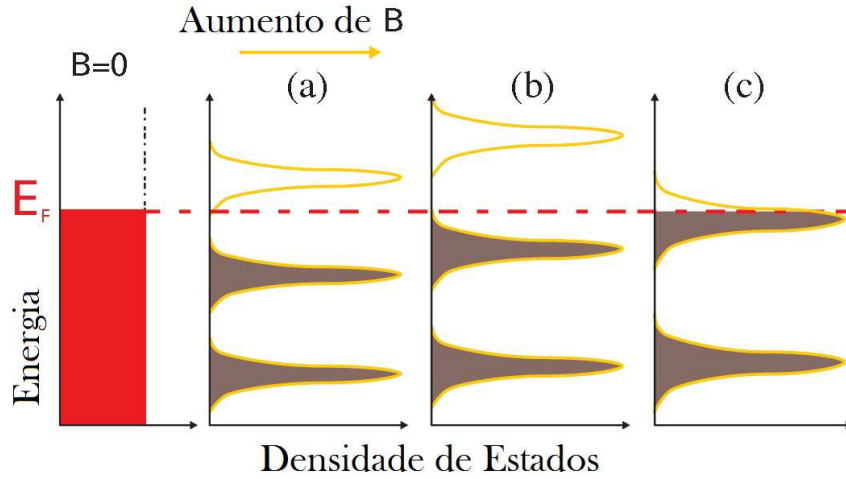 Aumento de B
B=0
(a)
(b)
(c)
E_F
Energia
Densidade de Estados